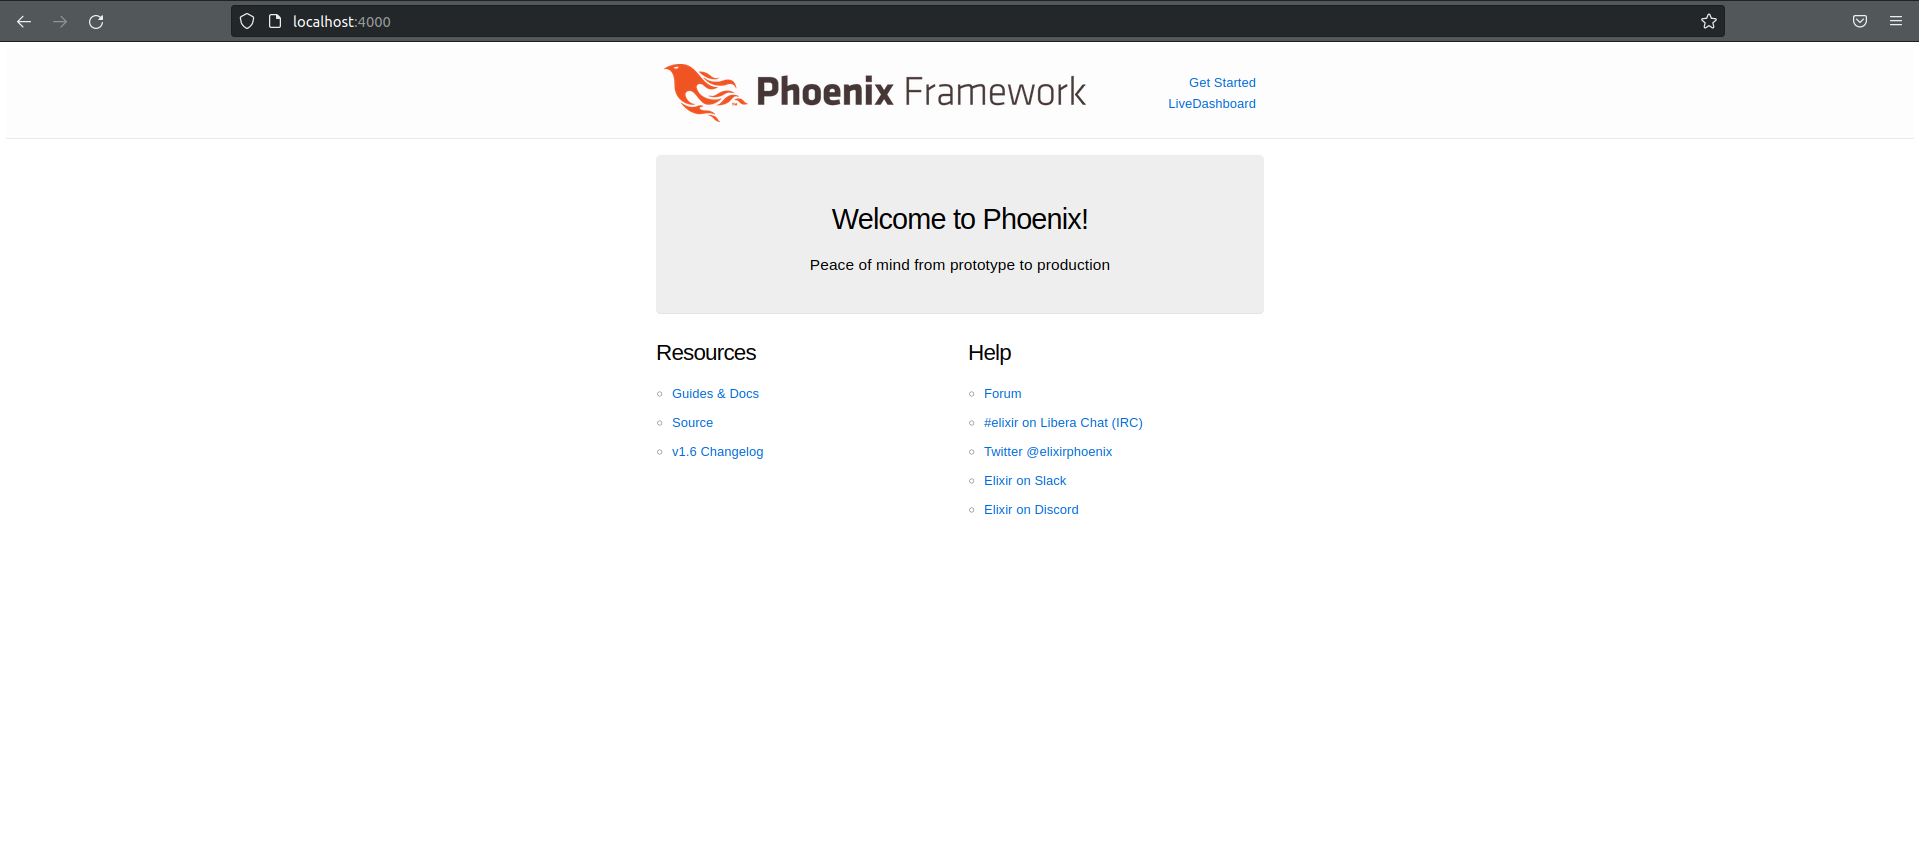 localhost:4000
Phoenix Framework
Get Started
LiveDashboard
Welcome to Phoenix!
Peace of mind from prototype to production
Resources
Guides & Docs
Source
v1.6 Changelog
Help
Forum
#elixir on Libera Chat (IRC)
Twitter @elixirphoenix
Elixir on Slack
Elixir on Discord